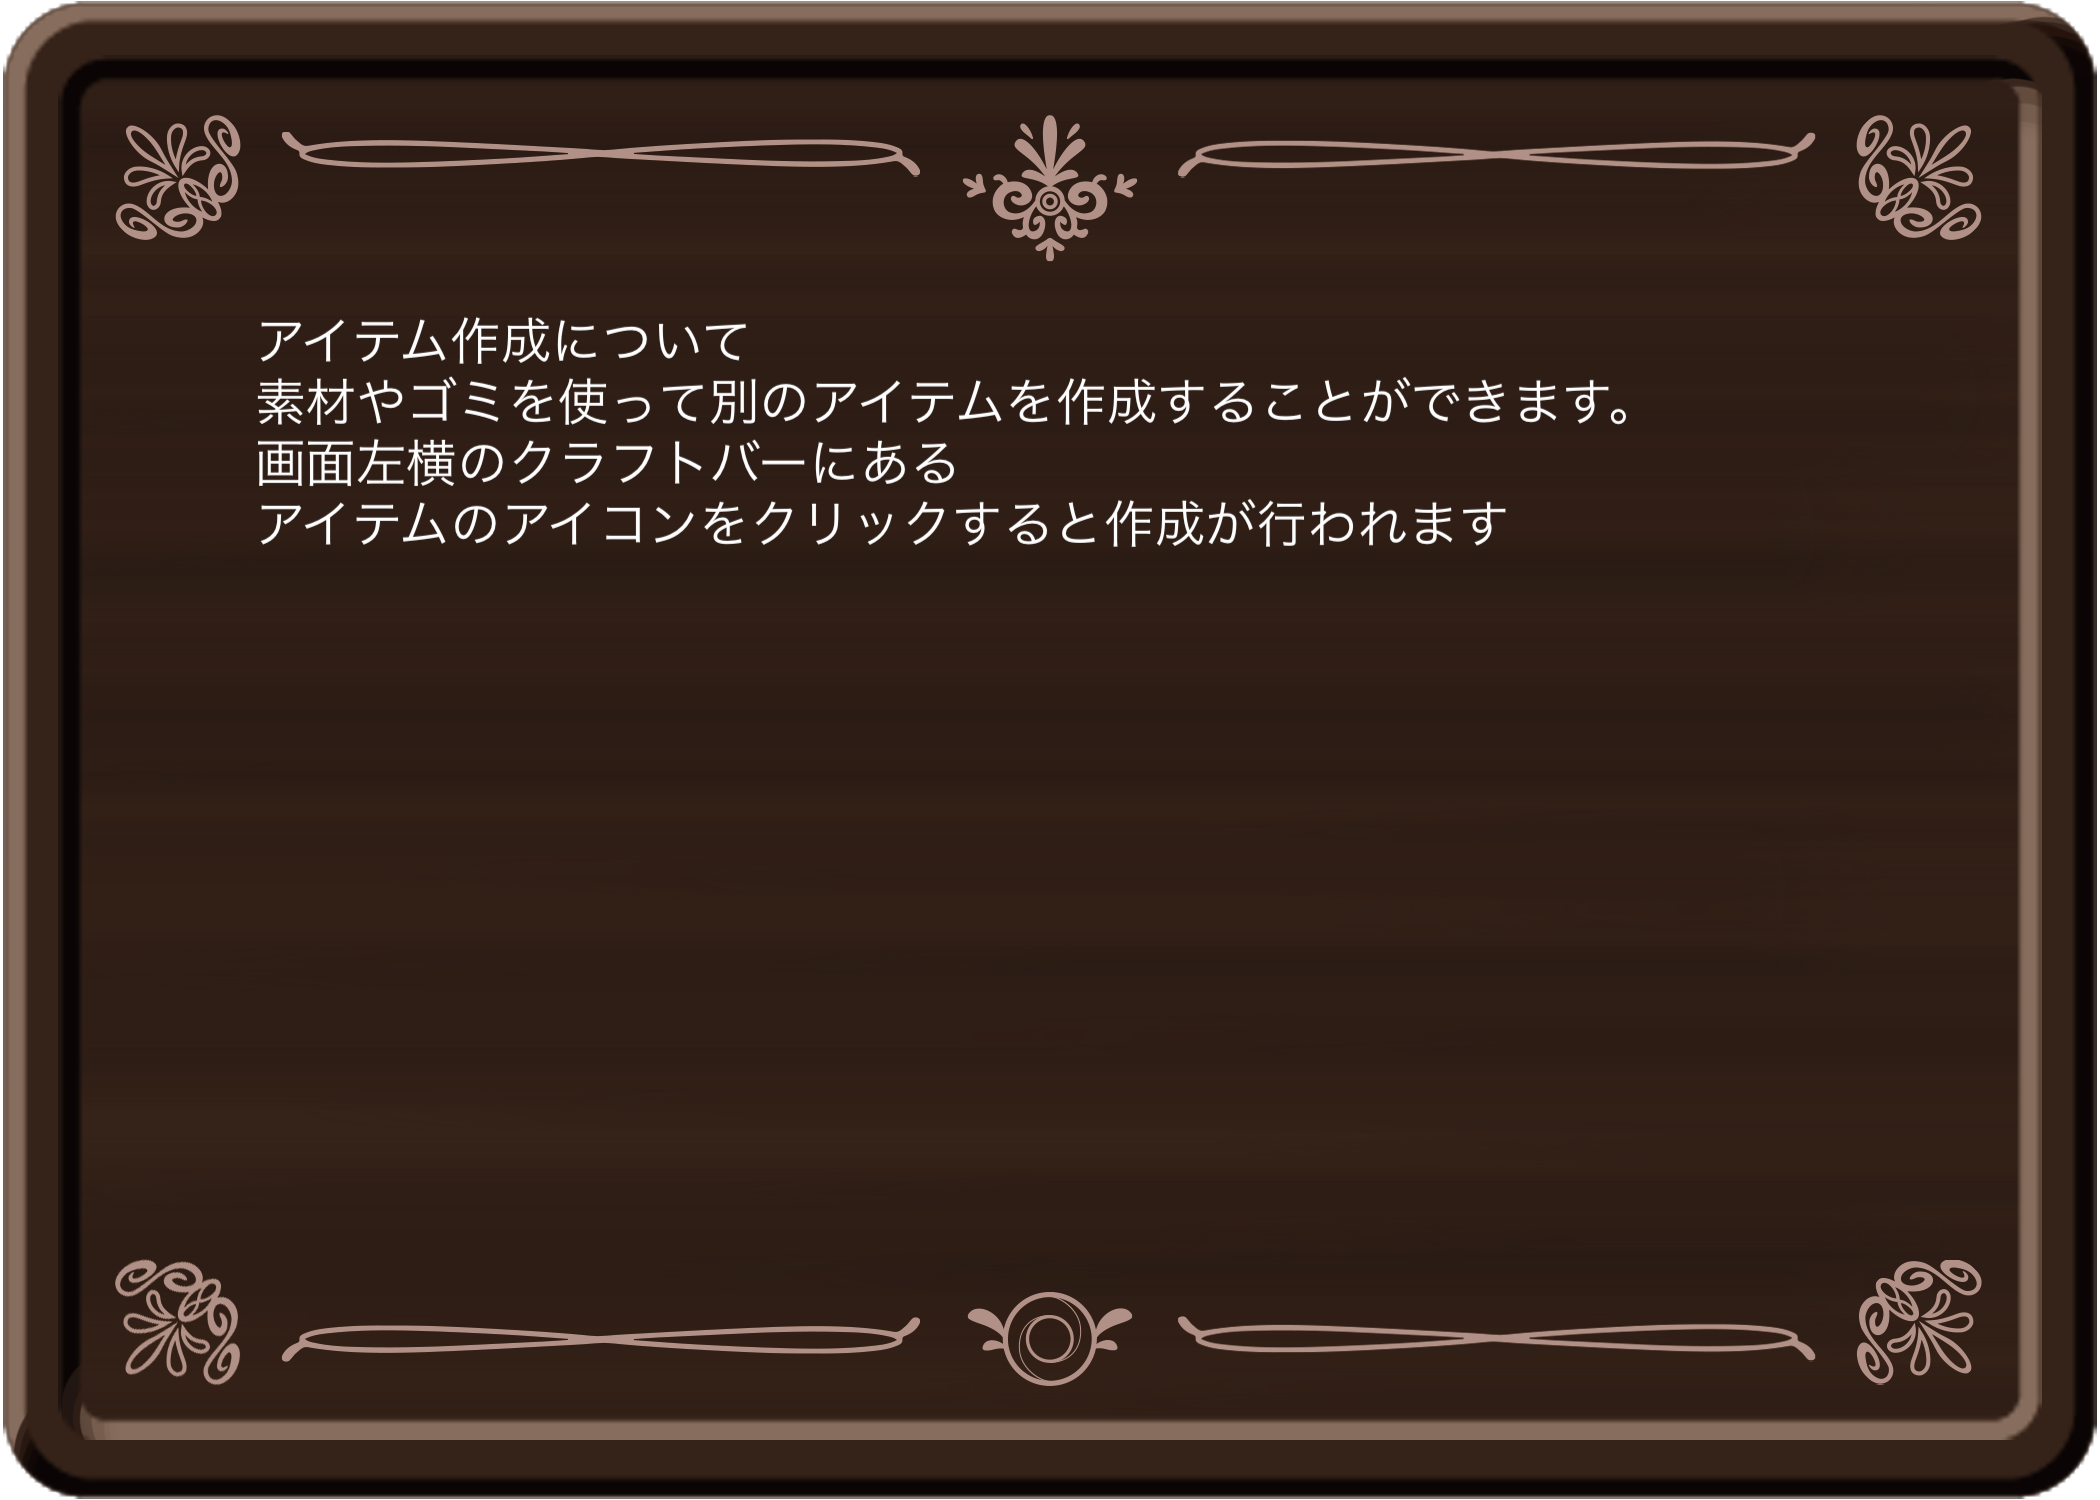 アイテム作成について
素材やゴミを使って別のアイテムを作成することができます。
画面左横のクラフトバーにある
アイテムのアイコンをクリックすると作成が行われます